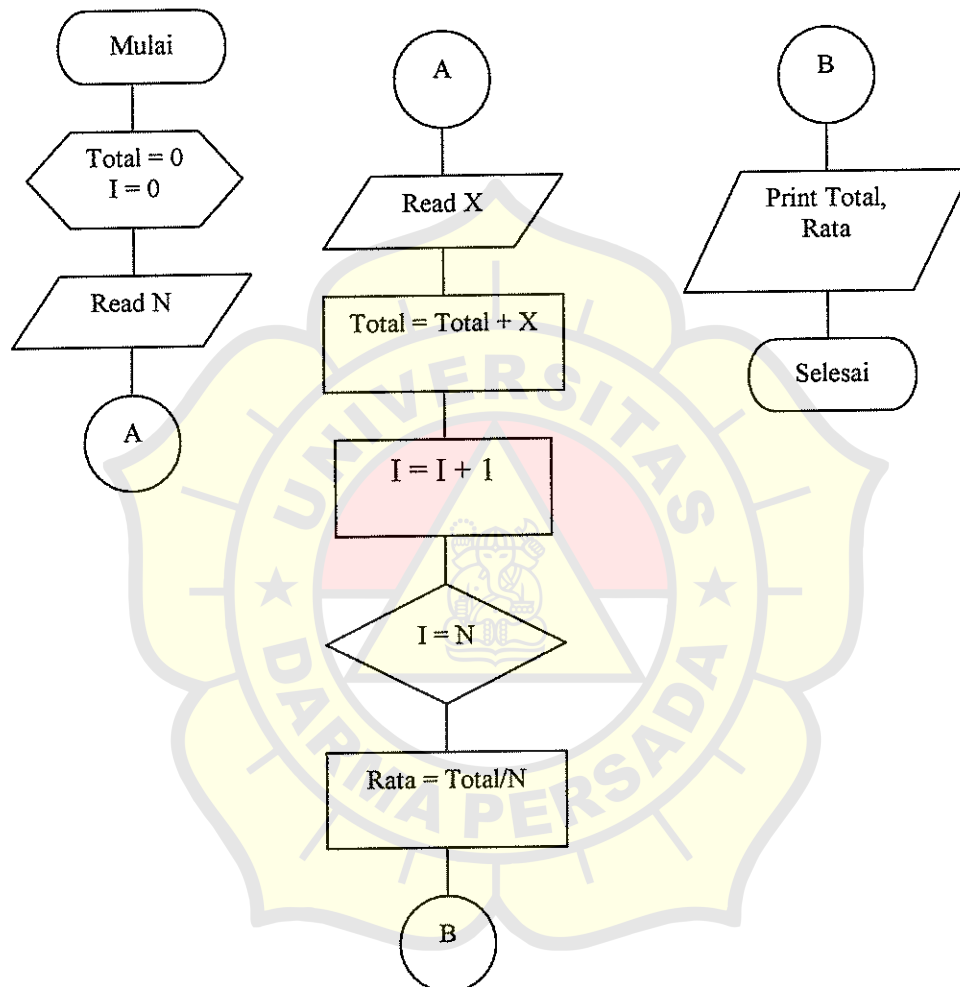 Mulai
Total = 0
I = 0
Read N
A
A
Read X
Total = Total + X
I = I + 1
I = N
Rata = Total/N
B
B
Print Total,
Rata
Selesai
UNIVERSITAS
DARMA PERSADA